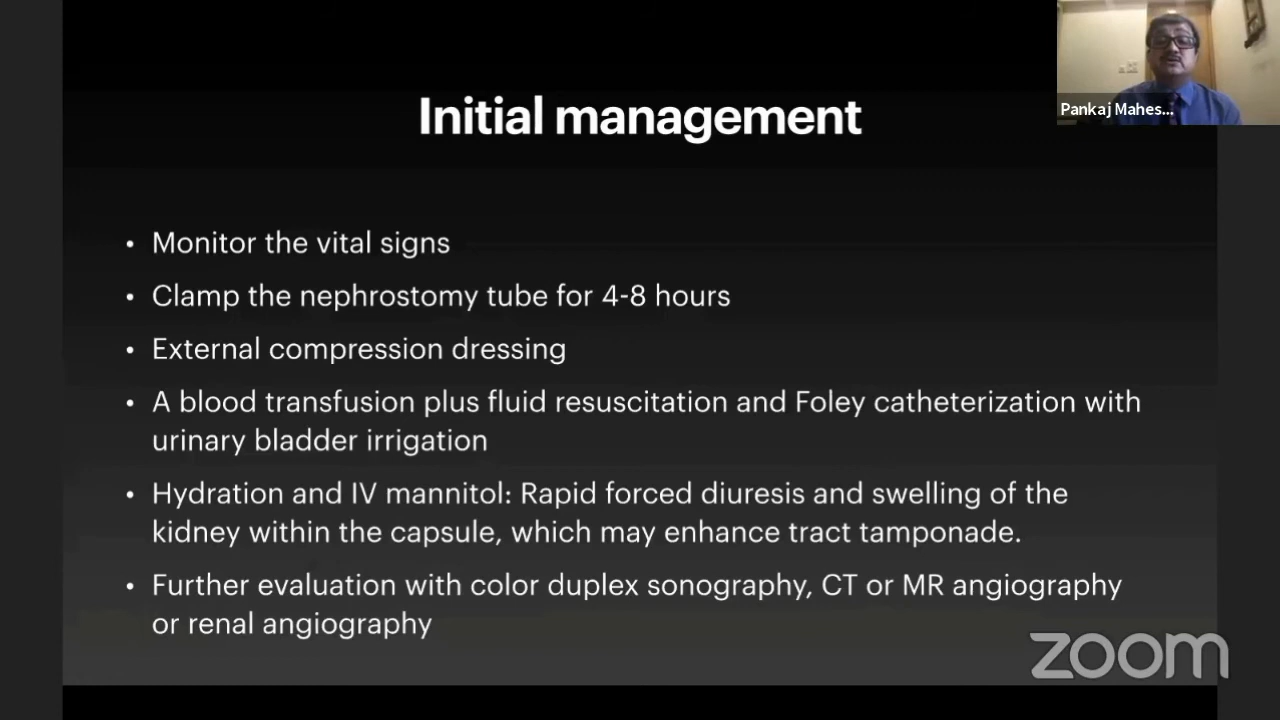 Pankaj Mahes...
Initial management
• Monitor the vital signs
• Clamp the nephrostomy tube for 4-8 hours
• External compression dressing
• A blood transfusion plus fluid resuscitation and Foley catheterization with
urinary bladder irrigation
• Hydration and IV mannitol: Rapid forced diuresis and swelling of the
kidney within the capsule, which may enhance tract tamponade.
• Further evaluation with color duplex sonography, CT or MR angiography
or renal angiography
zoom